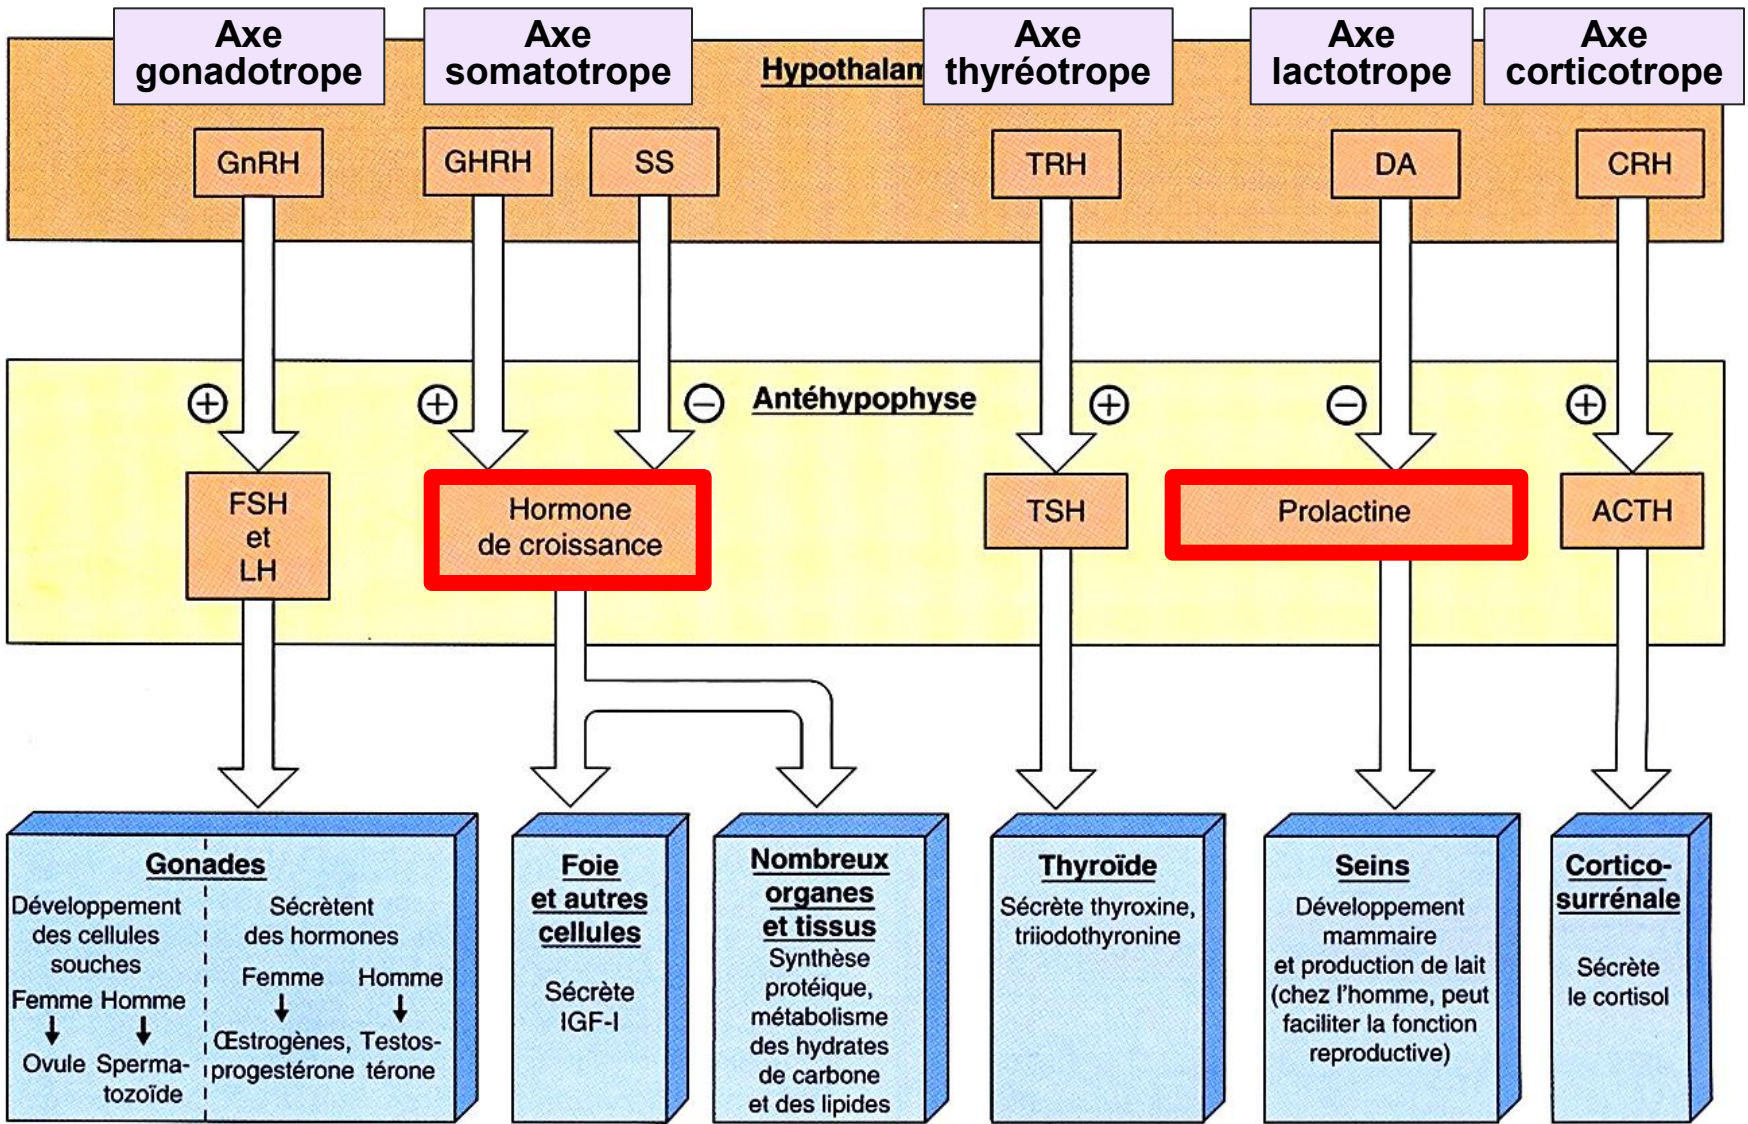 Axe
gonadotrope
Axe
somatotrope
Axe
thyréotrope
Axe
lactotrope
Axe
corticotrope
Hypothalam
GnRH
GHRH
SS
TRH
DA
CRH
+
+
−
Antéhypophyse
+
−
+
FSH
et
LH
Hormone
de croissance
TSH
Prolactine
ACTH
Gonades
Développement
des cellules
souches
Femme Homme
Ovule Sperma-
tozoïde
Sécrètent
des hormones
Femme Homme
Œstrogènes, Testos-
progestérone térone
Foie
et autres
cellules
Sécrète
IGF-I
Nombreux
organes
et tissus
Synthèse
protéique,
métabolisme
des hydrates
de carbone
et des lipides
Thyroïde
Sécrète thyroxine,
triiodothyronine
Seins
Développement
mammaire
et production de lait
(chez l'homme, peut
faciliter la fonction
reproductive)
Cortico-
surrénale
Sécrète
le cortisol